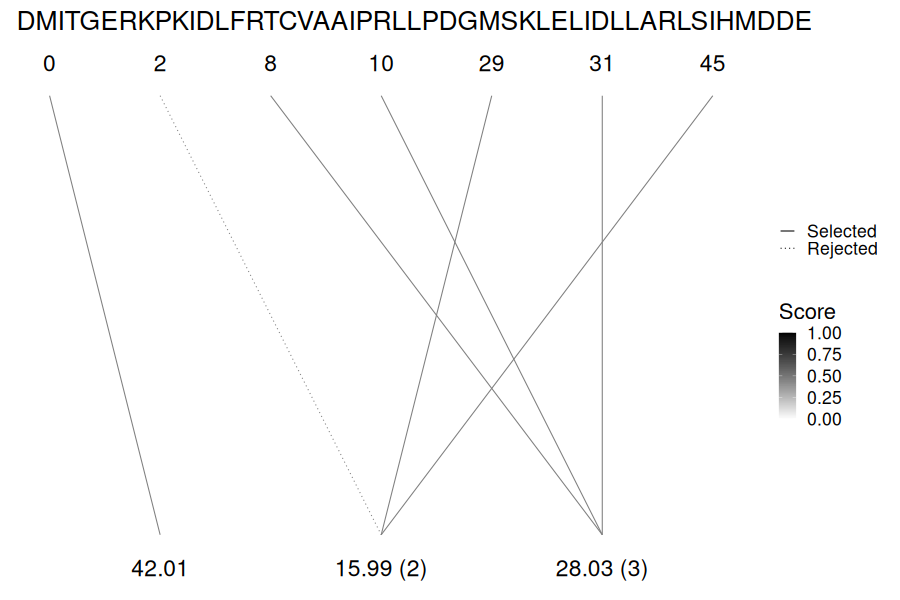 DMITGERKPKIDLFRTCVAAIPRLLPDGMSKLELIDLLARLSIHMDDE
0 2 8 10 29 31 45
Selected
Rejected
Score
1.00
0.75
0.50
0.25
0.00
42.01 15.99 (2) 28.03 (3)